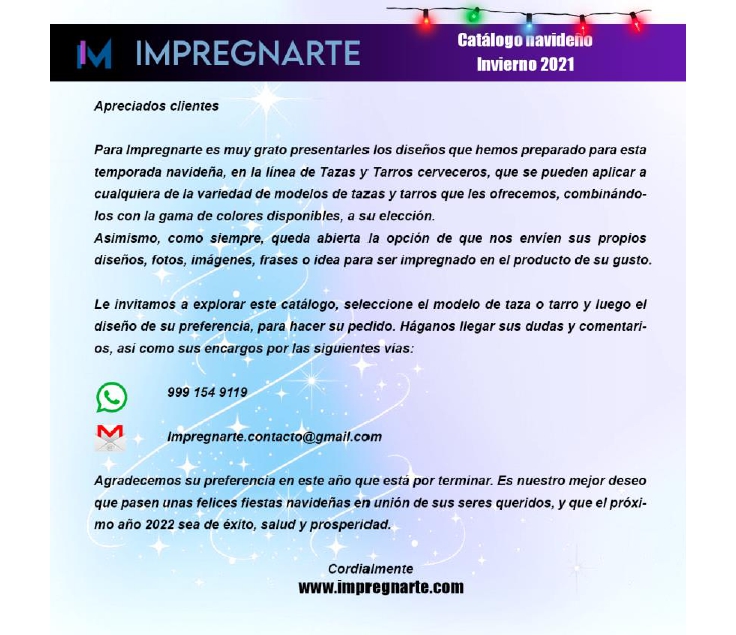 IMPREGNARTE
Catálogo navideño
Invierno 2021
Apreciados clientes
Para Impregnarte es muy grato presentarles los diseños que hemos preparado para esta
temporada navideña, en la línea de Tazas y Tarros cerveceros, que se pueden aplicar a
cualquiera de la variedad de modelos de tazas y tarros que les ofrecemos, combinándo-
los con la gama de colores disponibles, a su elección.
Asimismo, como siempre, queda abierta la opción de que nos envíen sus propios
diseños, fotos, imágenes, frases o idea para ser impregnado en el producto de su gusto.
Le invitamos a explorar este catálogo, seleccione el modelo de taza o tarro y luego el
diseño de su preferencia, para hacer su pedido. Háganos llegar sus dudas y comentari-
os, así como sus encargos por las siguientes vías:
999 154 9119
Impregnarte.contacto@gmail.com
Agradecemos su preferencia en este año que está por terminar. Es nuestro mejor deseo
que pasen unas felices fiestas navideñas en unión de sus seres queridos, y que el próxi-
mo año 2022 sea de éxito, salud y prosperidad.
Cordialmente
www.impregnarte.com